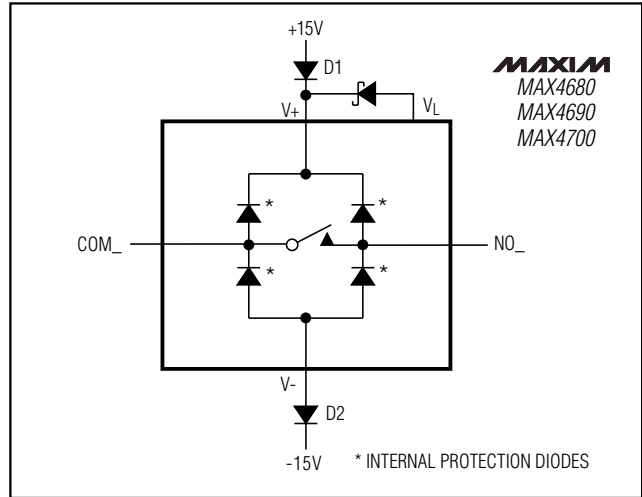 +15V
D1
MAXIM
MAX4680
MAX4690
MAX4700
V+
VL
*
*
COM_
NO_
*
*
V-
D2
-15V
* INTERNAL PROTECTION DIODES